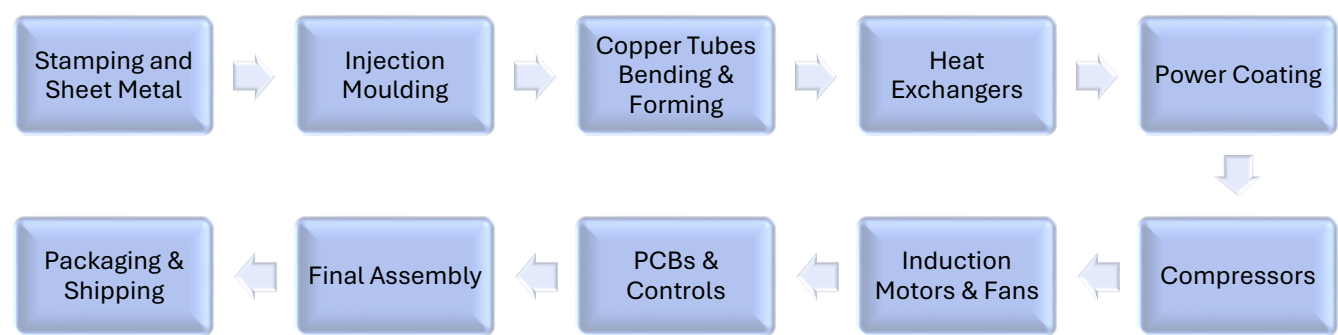 Stamping and
Sheet Metal
Injection
Moulding
Copper Tubes
Bending &
Forming
Heat
Exchangers
Power Coating
Compressors
Induction
Motors & Fans
PCBs &
Controls
Final Assembly
Packaging &
Shipping